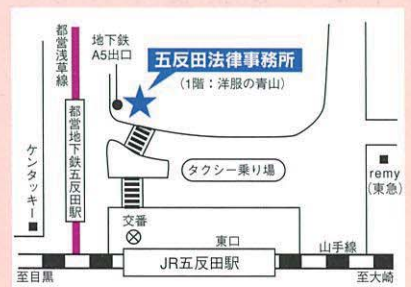 都営浅草線
地下鉄
A5出口
五反田法律事務所
(1階:洋服の青山)
都営地下鉄五反田駅
ケンタッキー
タクシー乗り場
remy
(東急)
交番
東口
山手線
JR五反田駅
至目黒
至大崎